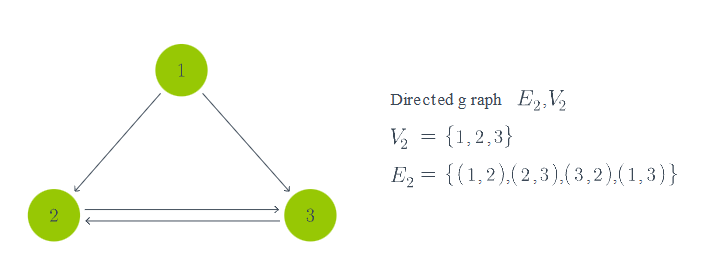 1
2
3
Directed graph E₂,V₂
V₂ = {1,2,3}
E₂ = {(1,2),(2,3),(3,2),(1,3)}